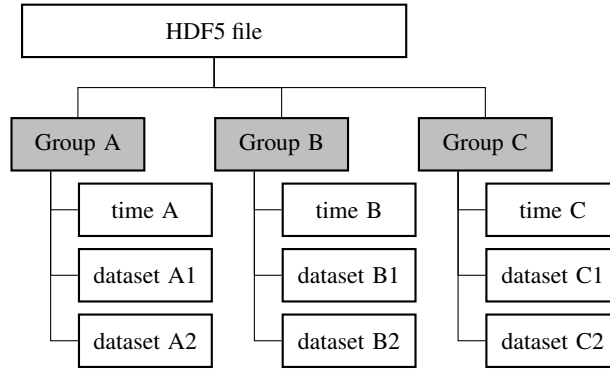 HDF5 file
Group A
Group B
Group C
time A
time B
time C
dataset A1
dataset B1
dataset C1
dataset A2
dataset B2
dataset C2